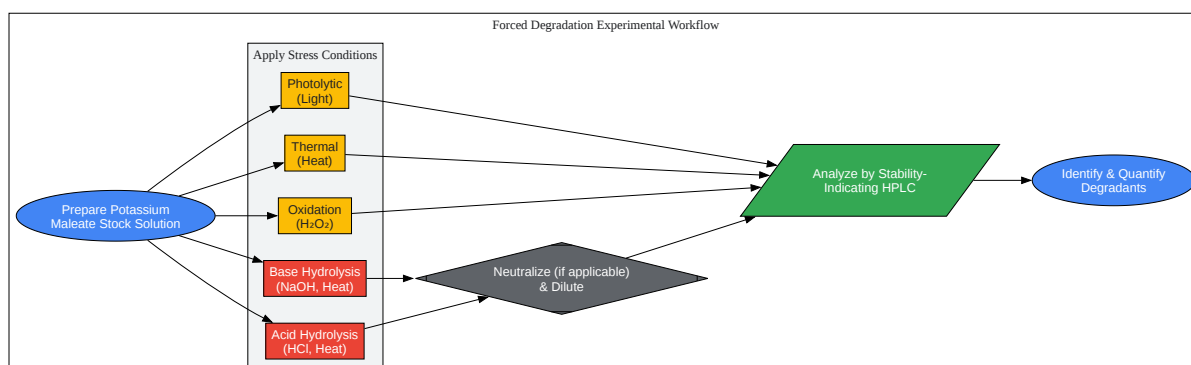 Forced Degradation Experimental Workflow
Apply Stress Conditions
Photolytic
(Light)
Thermal
(Heat)
Oxidation
(H₂O₂)
Base Hydrolysis
(NaOH, Heat)
Acid Hydrolysis
(HCl, Heat)
Prepare Potassium
Maleate Stock Solution
Neutralize (if applicable)
& Dilute
Analyze by Stability-
Indicating HPLC
Identify & Quantify
Degradants